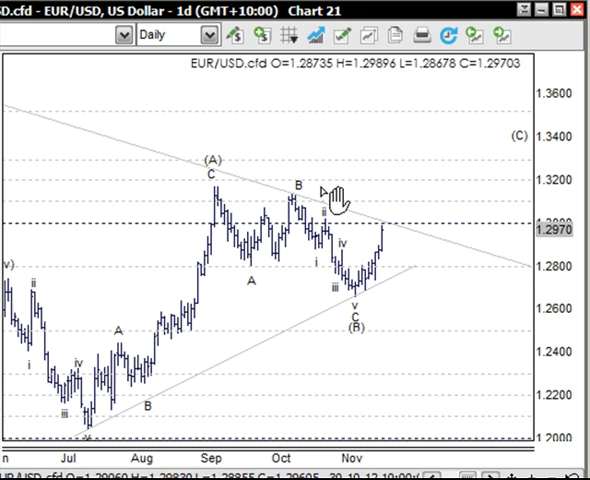 D.cfd - EUR/USD, US Dollar - 1d (GMT+10:00) Chart 21
Daily
EUR/USD.cfd O=1.28735 H=1.29896 L=1.28678 C=1.29703
1.3600
1.3400
(C)
(A)
C
B
1.3200
ii
1.2970
iv
v)
A
i
iii
1.2800
ii
v
C
(B)
1.2600
A
i
iv
1.2400
B
iii
1.2200
v
1.2000
n Jul Aug Sep Oct Nov